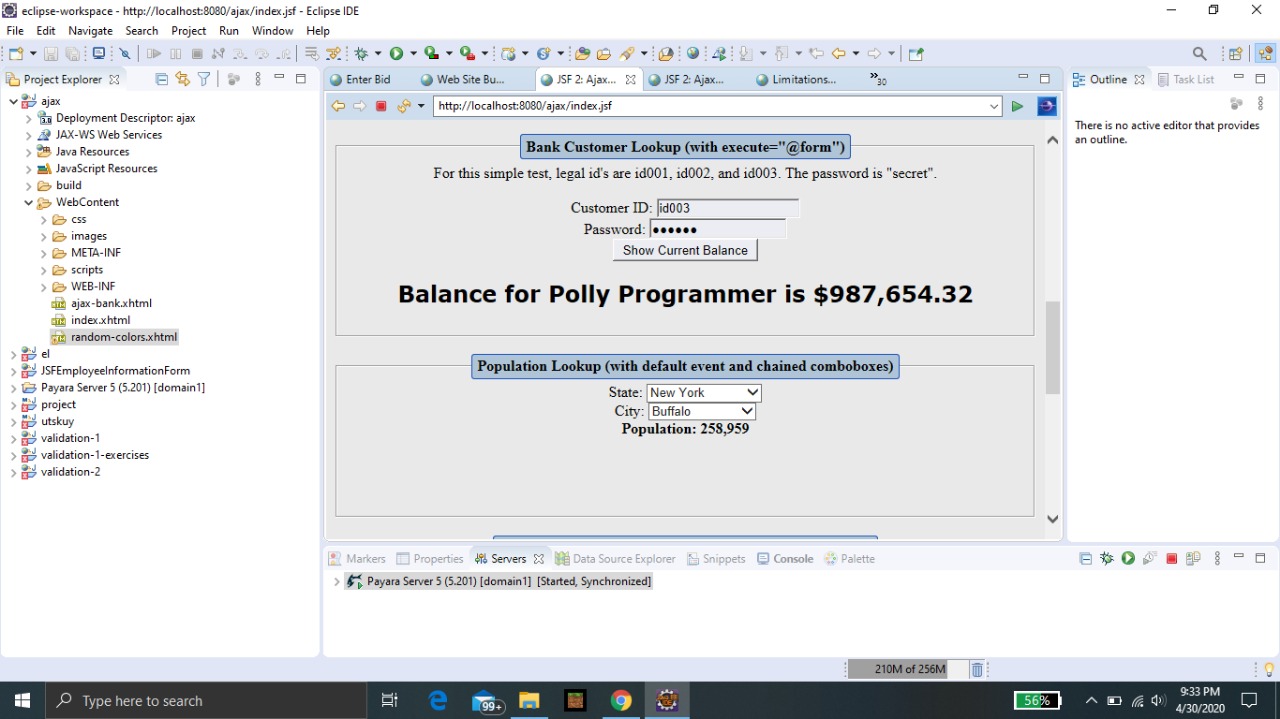 eclipse-workspace - http://localhost:8080/ajax/index.jsf - Eclipse IDE
File Edit Navigate Search Project Run Window Help
Project Explorer
Enter Bid
Web Site Bu...
JSF 2: Ajax...
JSF 2: Ajax...
Limitations...
»30
Outline
Task List
http://localhost:8080/ajax/index.jsf
There is no active editor that provides
an outline.
ajax
Deployment Descriptor: ajax
JAX-WS Web Services
Java Resources
JavaScript Resources
build
WebContent
css
images
META-INF
scripts
WEB-INF
ajax-bank.xhtml
index.xhtml
random-colors.xhtml
el
JSFEmployeeInformationForm
Payara Server 5 (5.201) [domain1]
project
utskuy
validation-1
validation-1-exercises
validation-2
Bank Customer Lookup (with execute="@form")
For this simple test, legal id's are id001, id002, and id003. The password is "secret".
Customer ID: id003
Password: ●●●●●●
Show Current Balance
Balance for Polly Programmer is $987,654.32
Population Lookup (with default event and chained comboboxes)
State: New York
City: Buffalo
Population: 258,959
Markers
Properties
Servers
Data Source Explorer
Snippets
Console
Palette
Payara Server 5 (5.201) [domain1] [Started, Synchronized]
210M of 256M
Type here to search
99+
56%
9:33 PM
4/30/2020